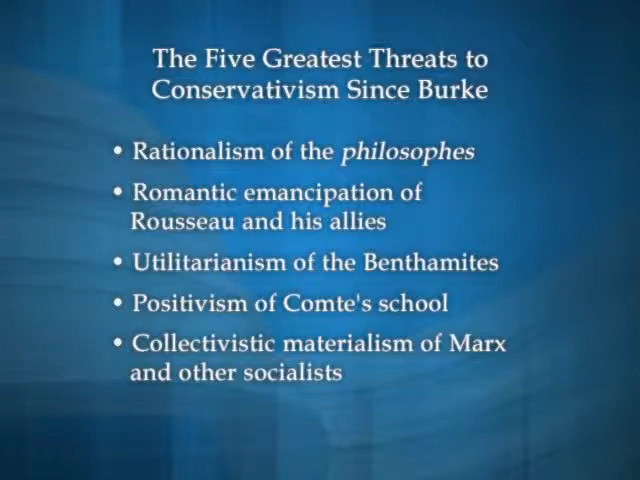 The Five Greatest Threats to
Conservativism Since Burke
• Rationalism of the philosophes
• Romantic emancipation of
Rousseau and his allies
• Utilitarianism of the Benthamites
• Positivism of Comte's school
• Collectivistic materialism of Marx
and other socialists